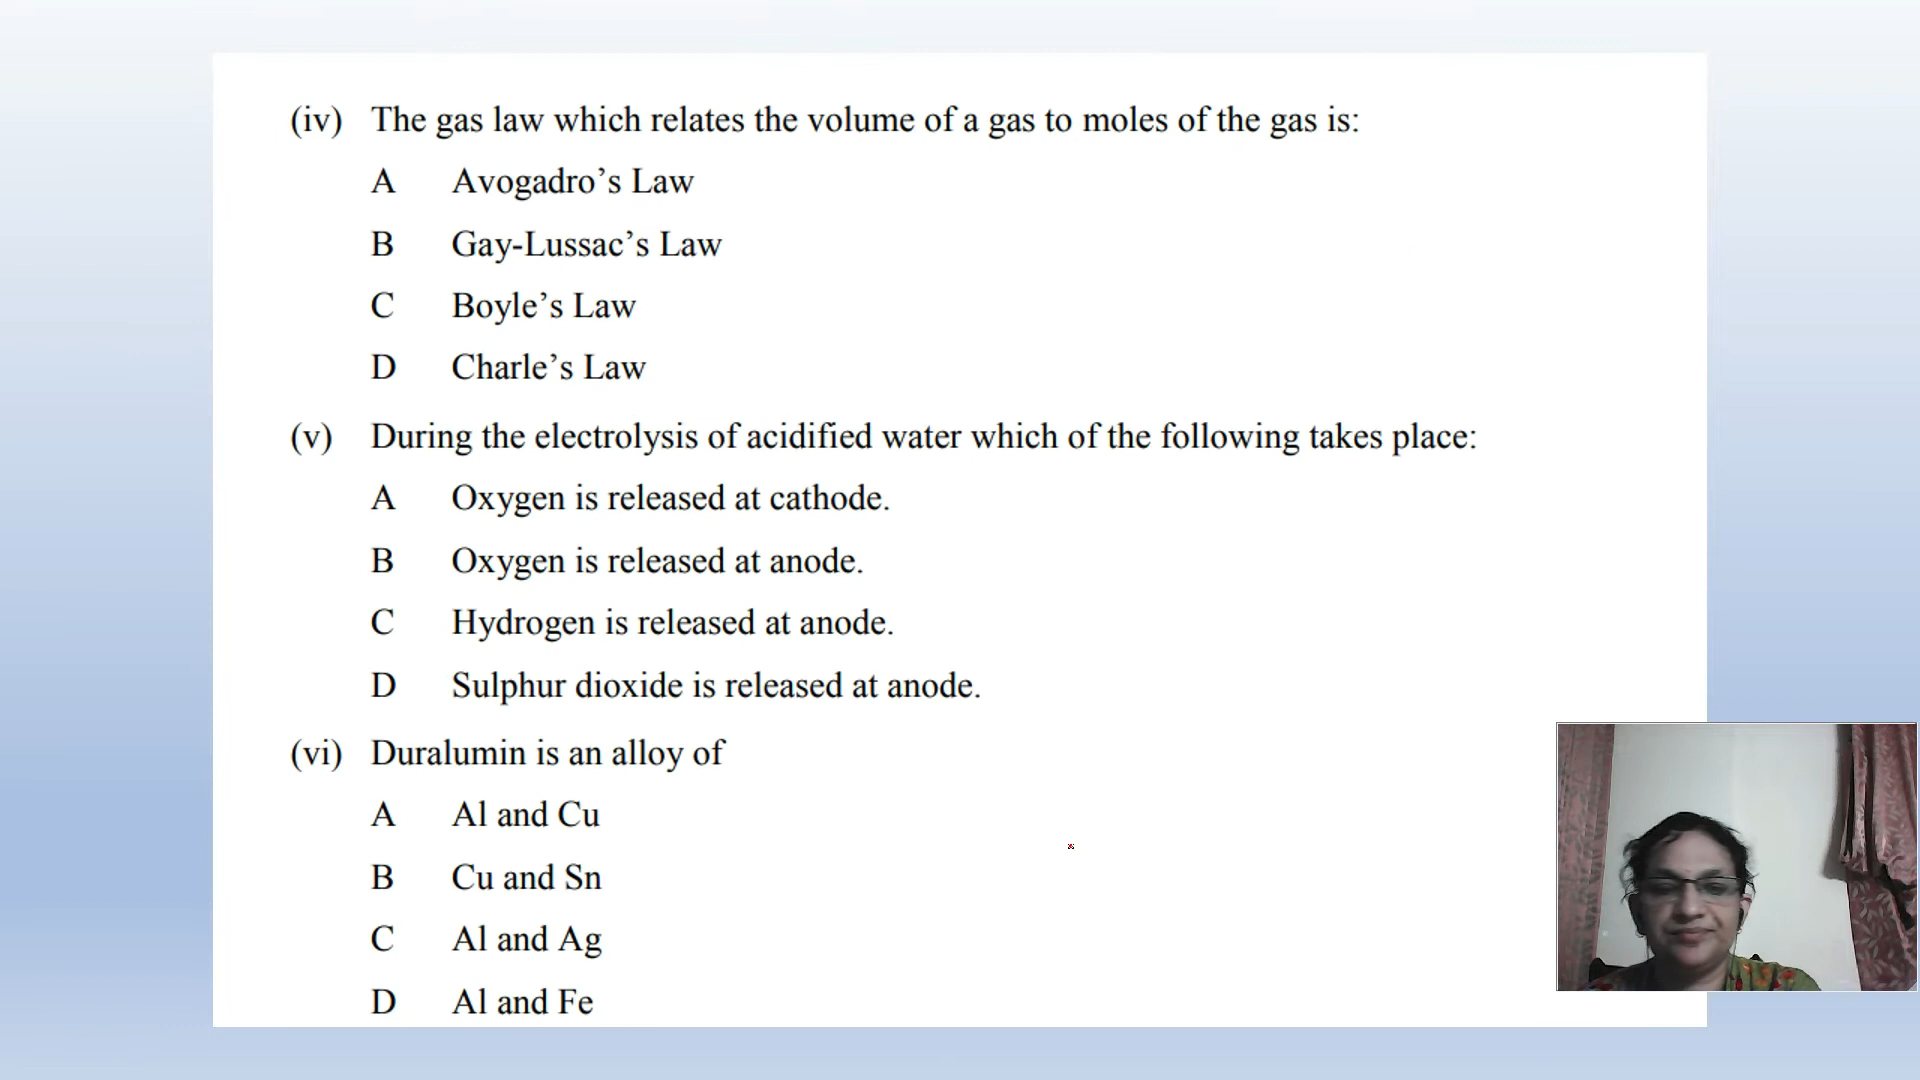 (iv) The gas law which relates the volume of a gas to moles of the gas is:
A Avogadro’s Law
B Gay-Lussac’s Law
C Boyle’s Law
D Charle’s Law
(v) During the electrolysis of acidified water which of the following takes place:
A Oxygen is released at cathode.
B Oxygen is released at anode.
C Hydrogen is released at anode.
D Sulphur dioxide is released at anode.
(vi) Duralumin is an alloy of
A Al and Cu
B Cu and Sn
C Al and Ag
D Al and Fe